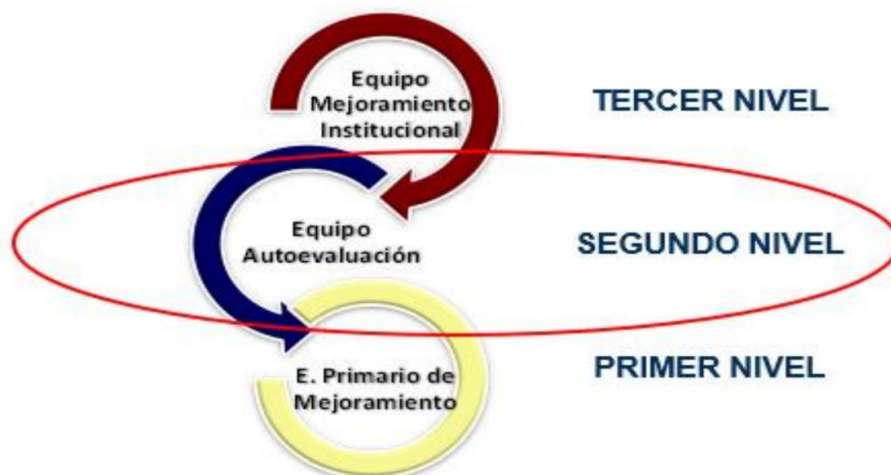 Equipo
Mejoramiento
Institucional
TERCER NIVEL
Equipo
Autoevaluación
SEGUNDO NIVEL
E. Primario de
Mejoramiento
PRIMER NIVEL